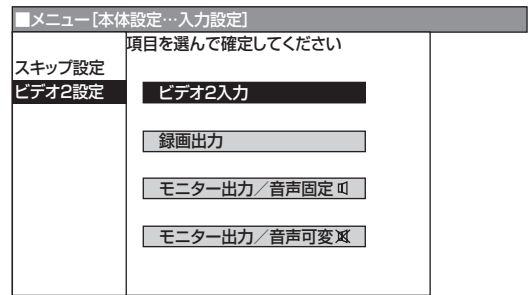 ■メニュー［本体設定…入力設定］
項目を選んで確定してください
スキップ設定
ビデオ2設定
ビデオ2入力
録画出力
モニター出力／音声固定
モニター出力／音声可変